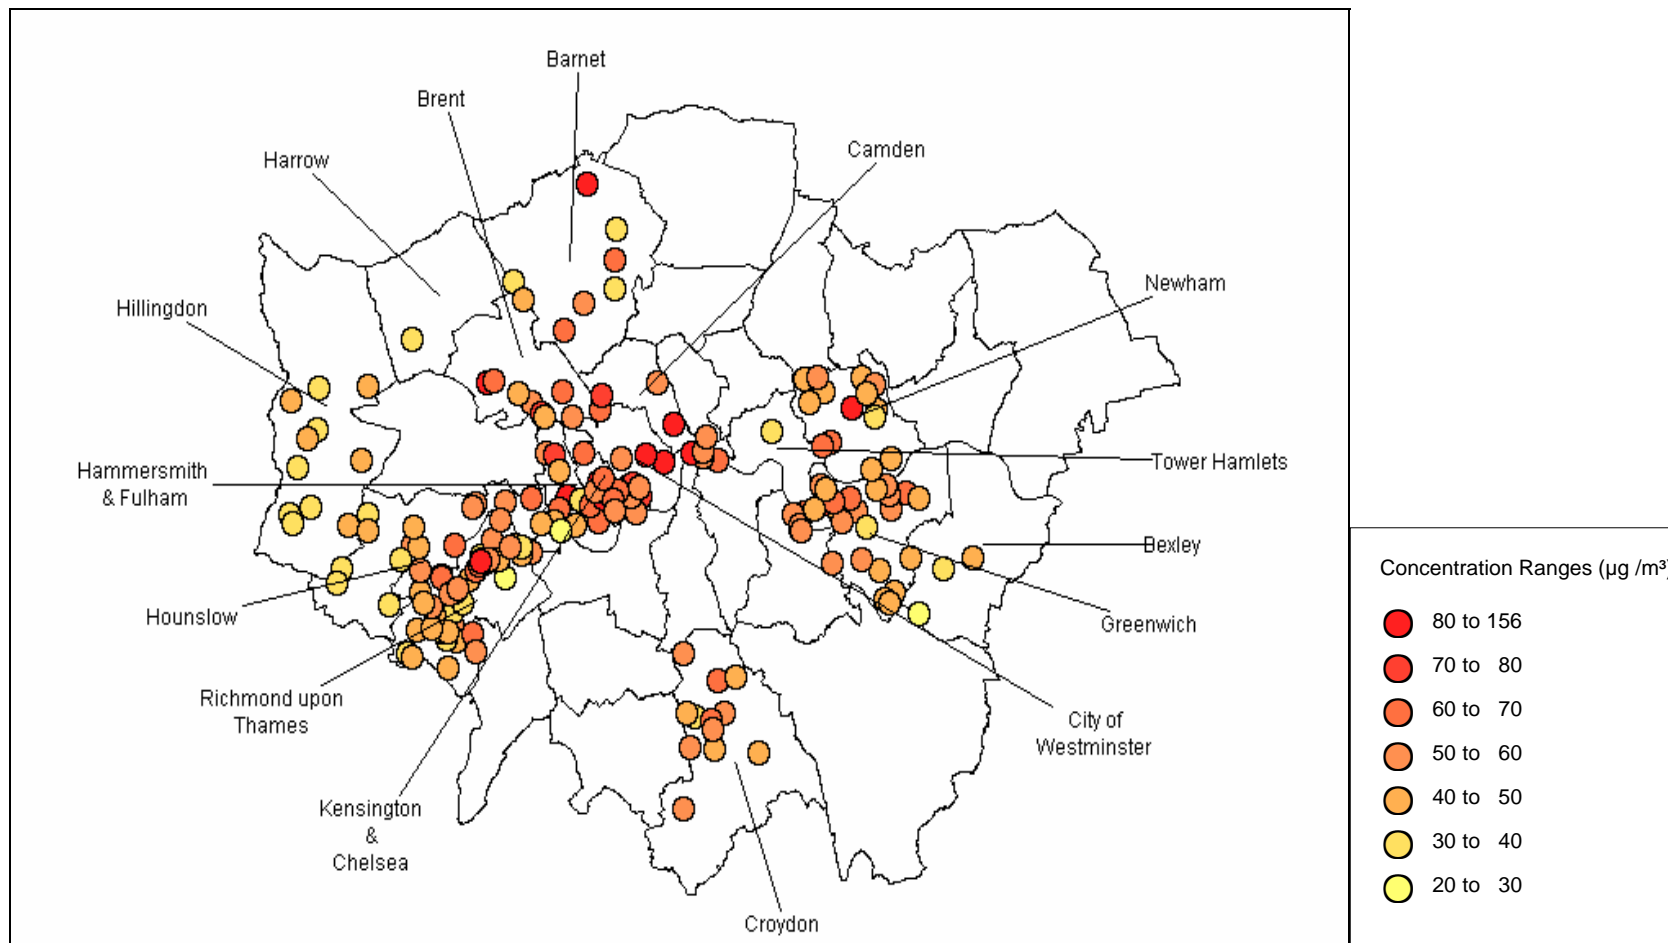 Barnet
Brent
Camden
Harrow
Newham
Hillingdon
Hammersmith
& Fulham
Tower Hamlets
Bexley
Hounslow
Greenwich
Richmond upon
Thames
City of
Westminster
Kensington
&
Chelsea
Croydon
Concentration Ranges (µg /m³)
80 to 156
70 to 80
60 to 70
50 to 60
40 to 50
30 to 40
20 to 30